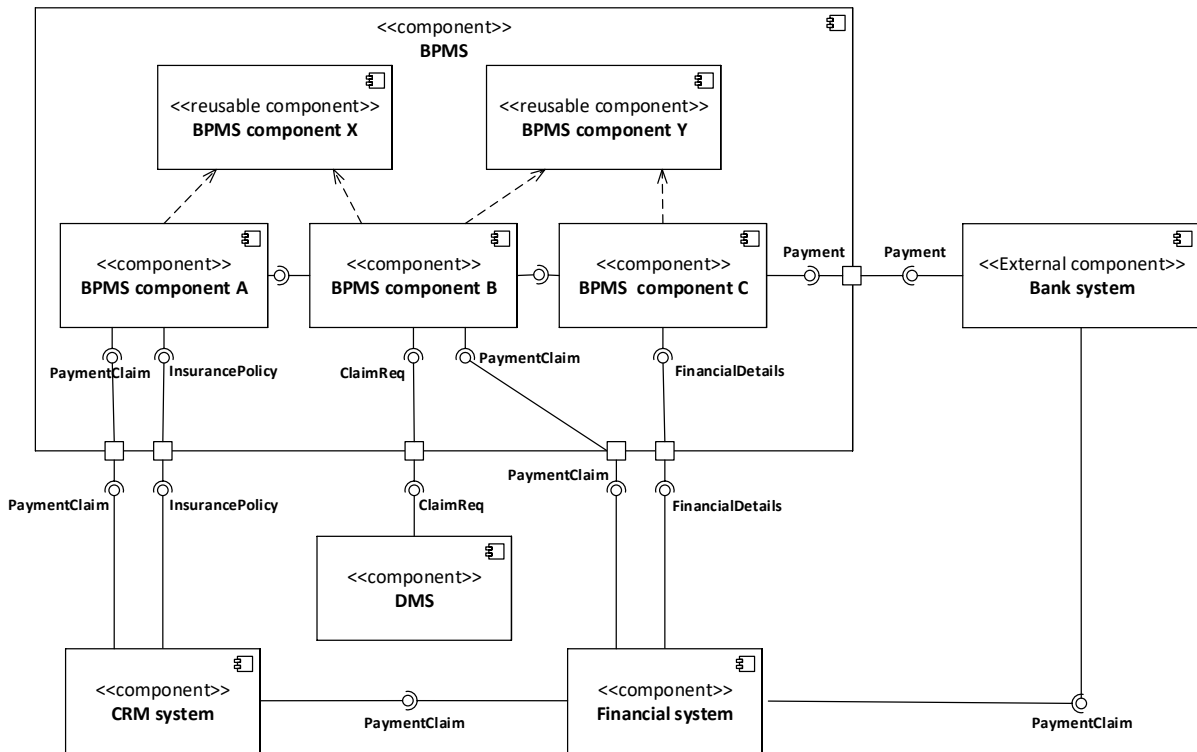 <<component>>
BPMS
<<reusable component>>
BPMS component X
<<reusable component>>
BPMS component Y
<<component>>
BPMS component A
<<component>>
BPMS component B
<<component>>
BPMS  component C
Payment
Payment
<<External component>>
Bank system
PaymentClaim
InsurancePolicy
ClaimReq
PaymentClaim
FinancialDetails
PaymentClaim
InsurancePolicy
ClaimReq
PaymentClaim
FinancialDetails
<<component>>
DMS
<<component>>
CRM system
PaymentClaim
<<component>>
Financial system
PaymentClaim